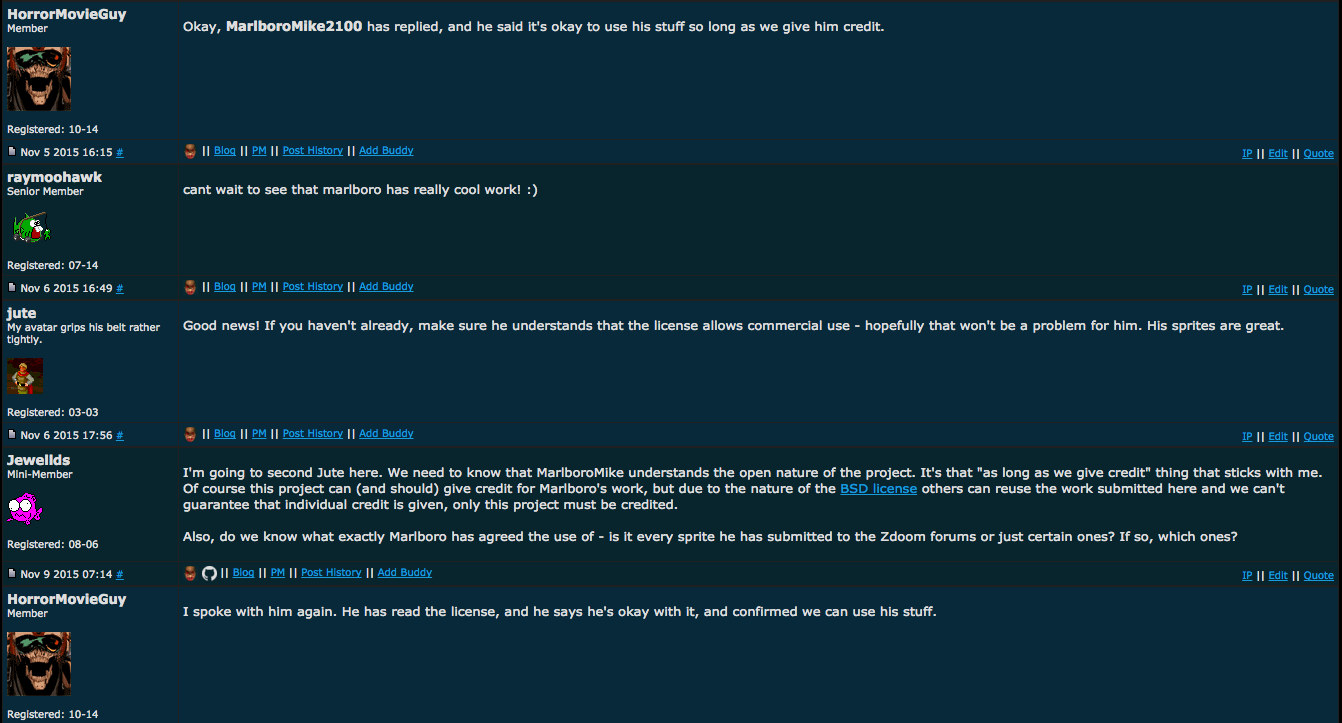 HorrorMovieGuy
Member
Okay, MarlboroMike2100 has replied, and he said it's okay to use his stuff so long as we give him credit.
Registered: 10-14
Nov 5 2015 16:15 #
|| Blog || PM || Post History || Add Buddy
IP || Edit || Quote
raymoohawk
Senior Member
cant wait to see that marlboro has really cool work! :)
Registered: 07-14
Nov 6 2015 16:49 #
|| Blog || PM || Post History || Add Buddy
IP || Edit || Quote
jute
My avatar grips his belt rather
tightly.
Good news! If you haven't already, make sure he understands that the license allows commercial use - hopefully that won't be a problem for him. His sprites are great.
Registered: 03-03
Nov 6 2015 17:56 #
|| Blog || PM || Post History || Add Buddy
IP || Edit || Quote
Jewellds
Mini-Member
I'm going to second Jute here. We need to know that MarlboroMike understands the open nature of the project. It's that "as long as we give credit" thing that sticks with me.
Of course this project can (and should) give credit for Marlboro's work, but due to the nature of the BSD license others can reuse the work submitted here and we can't
guarantee that individual credit is given, only this project must be credited.
Also, do we know what exactly Marlboro has agreed the use of - is it every sprite he has submitted to the Zdoom forums or just certain ones? If so, which ones?
Registered: 08-06
Nov 9 2015 07:14 #
|| Blog || PM || Post History || Add Buddy
IP || Edit || Quote
HorrorMovieGuy
Member
I spoke with him again. He has read the license, and he says he's okay with it, and confirmed we can use his stuff.
Registered: 10-14